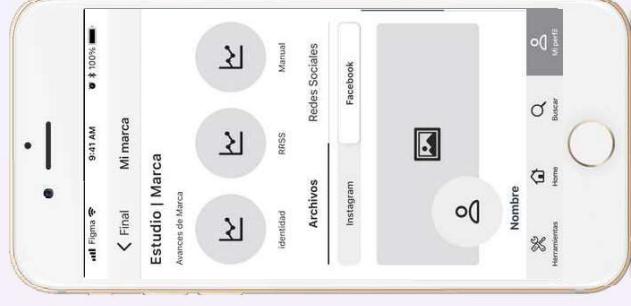 Figma 9:41 AM 100%
Final Mi marca
Estudio | Marca
Avances de Marca
identidad RRSS Manual
Archivos Redes Sociales
Instagram Facebook
Nombre
Herramientas Home Buscar Mi perfil